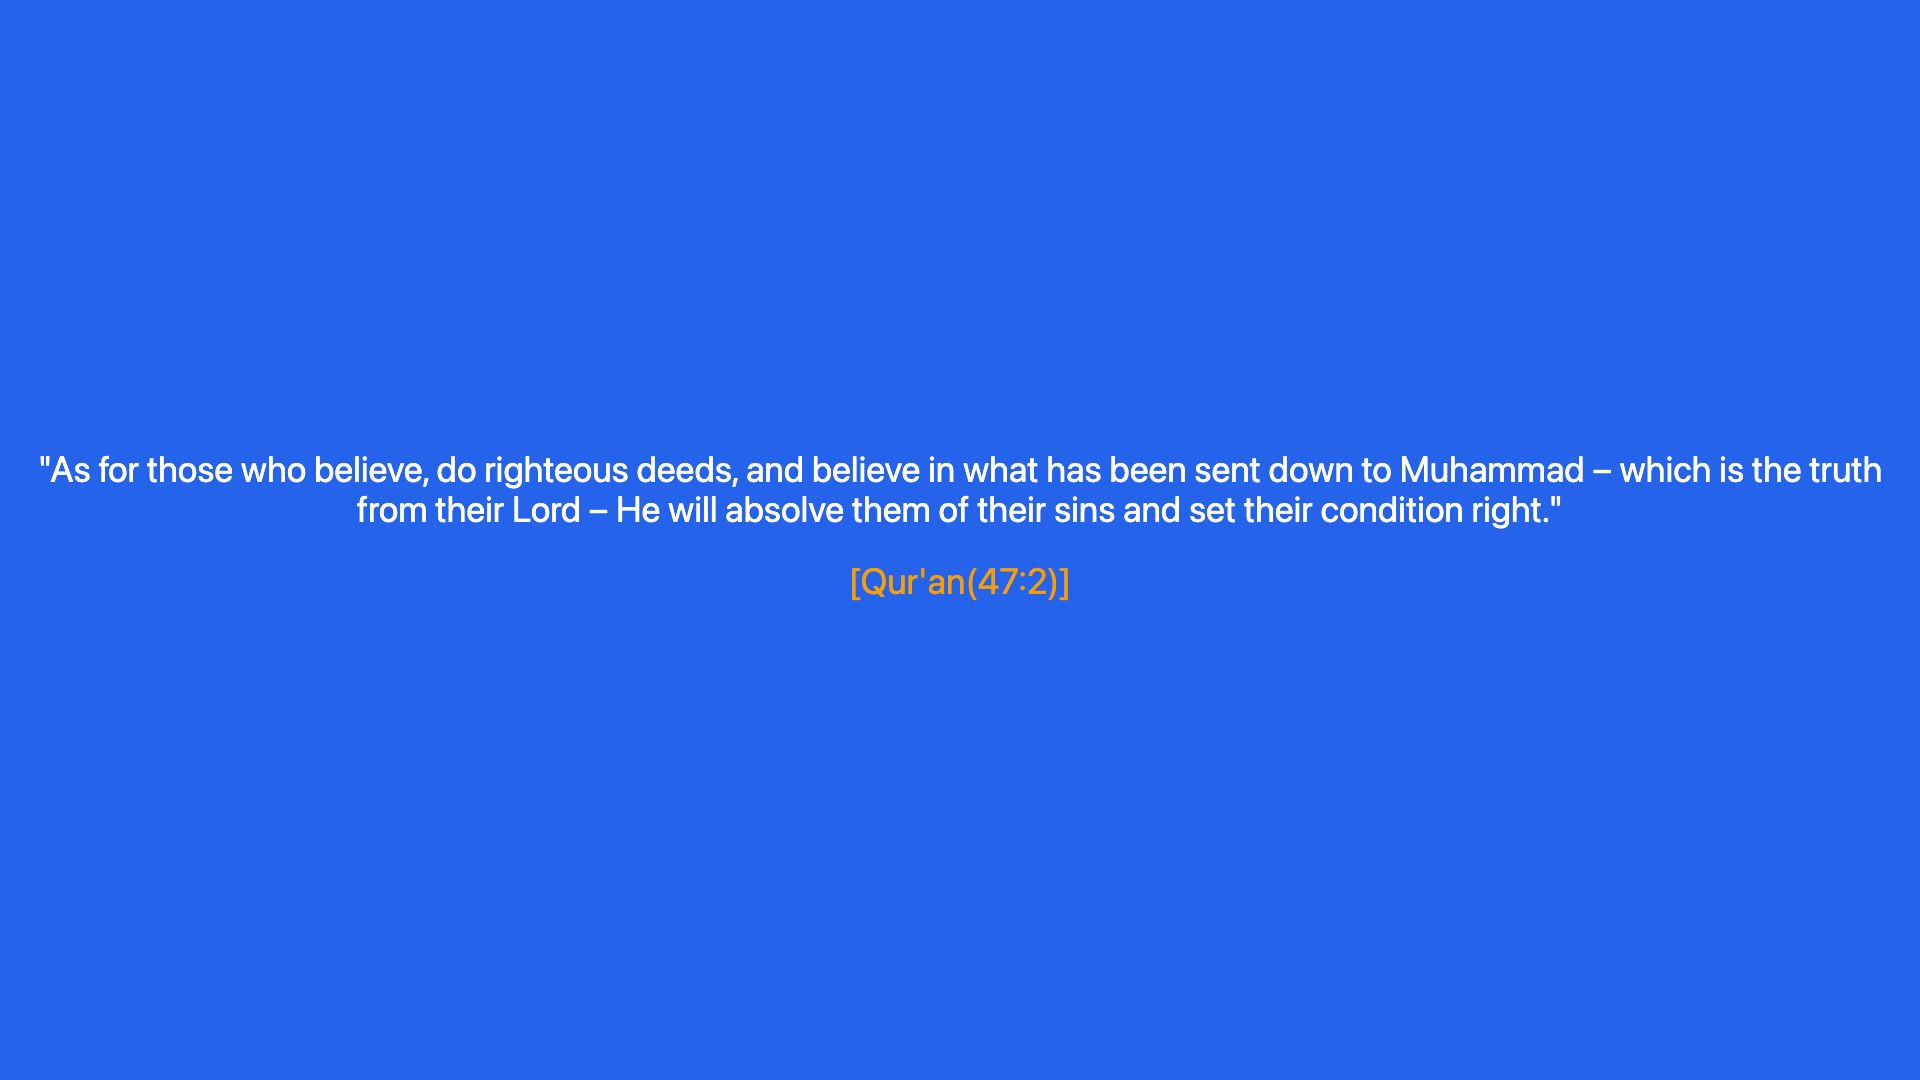 "As for those who believe, do righteous deeds, and believe in what has been sent down to Muhammad – which is the truth
from their Lord – He will absolve them of their sins and set their condition right."
[Qur'an(47:2)]